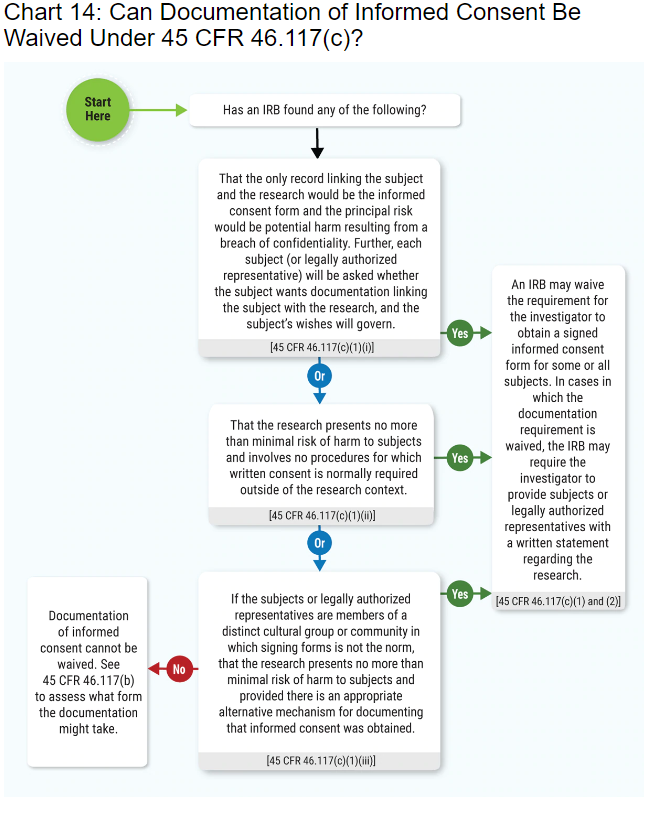 Chart 14: Can Documentation of Informed Consent Be
Waived Under 45 CFR 46.117(c)?
Start
Here
Has an IRB found any of the following?
That the only record linking the subject
and the research would be the informed
consent form and the principal risk
would be potential harm resulting from a
breach of confidentiality. Further, each
subject (or legally authorized
representative) will be asked whether
the subject wants documentation linking
the subject with the research, and the
subject's wishes will govern.
[45 CFR 46.117(c)(1)(i)]
Yes
Or
That the research presents no more
than minimal risk of harm to subjects
and involves no procedures for which
written consent is normally required
outside of the research context.
[45 CFR 46.117(c)(1)(ii)]
Yes
Or
If the subjects or legally authorized
representatives are members of a
distinct cultural group or community in
which signing forms is not the norm,
that the research presents no more than
minimal risk of harm to subjects and
provided there is an appropriate
alternative mechanism for documenting
that informed consent was obtained.
[45 CFR 46.117(c)(1)(iii)]
Yes
An IRB may waive
the requirement for
the investigator to
obtain a signed
informed consent
form for some or all
subjects. In cases in
which the
documentation
requirement is
waived, the IRB may
require the
investigator to
provide subjects or
legally authorized
representatives with
a written statement
regarding the
research.
[45 CFR 46.117(c)(1) and (2)]
No
Documentation
of informed
consent cannot be
waived. See
45 CFR 46.117(b)
to assess what form
the documentation
might take.